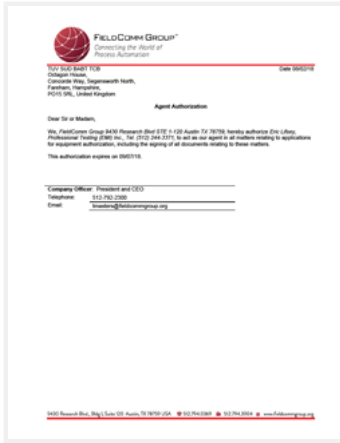 FIELDCOMM GROUP™
Connecting the World of
Process Automation
TUV SUD BABT TCB
Date 09/02/16
Octagon House,
Concorde Way, Segensworth North,
Fareham, Hampshire,
PO15 5RL, United Kingdom
Agent Authorization
Dear Sir or Madam,
We, FieldComm Group 9430 Research Blvd STE 1-120 Austin TX 78759, hereby authorize Eric Lifsey,
Professional Testing (EMI) Inc., Tel. (512) 244-3371, to act as our agent in all matters relating to applications
for equipment authorization, including the signing of all documents relating to these matters.
This authorization expires on
Company Officer: President and CEO
Telephone: 512-792-2300
Email: tmasters@fieldcommgroup.org
9430 Research Blvd., Suite 120 Austin, TX 78759 USA www.fieldcommgroup.org